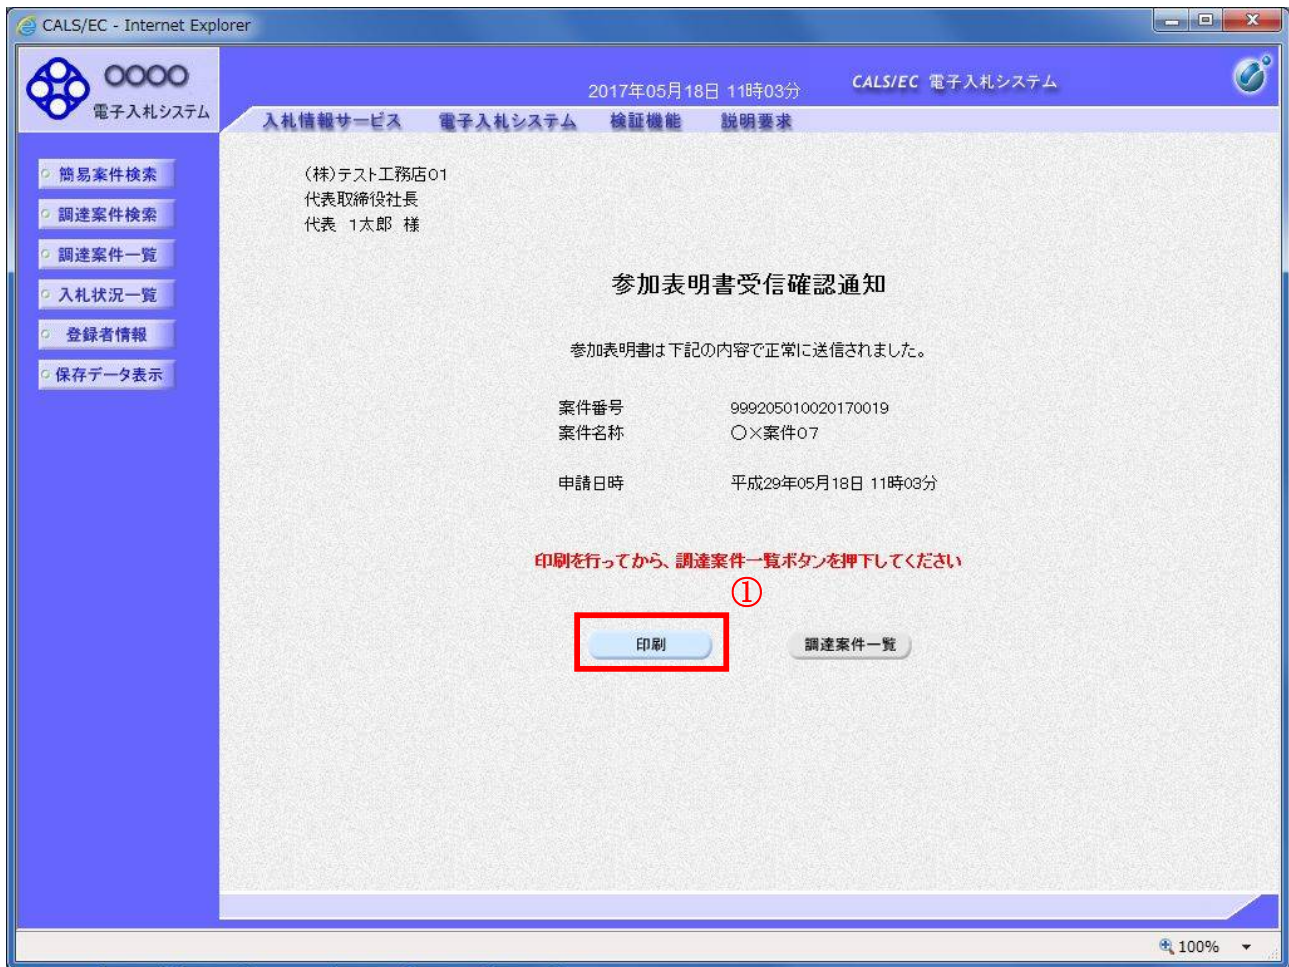 CALS/EC - Internet Explorer
〇〇〇〇
電子入札システム
2017年05月18日 11時03分
CALS/EC 電子入札システム
入札情報サービス 電子入札システム 検証機能 説明要求
簡易案件検索
調達案件検索
調達案件一覧
入札状況一覧
登録者情報
保存データ表示
(株)テスト工務店01
代表取締役社長
代表 1太郎 様
参加表明書受信確認通知
参加表明書は下記の内容で正常に送信されました。
案件番号 999205010020170019
案件名称 〇×案件07
申請日時 平成29年05月18日 11時03分
印刷を行ってから、調達案件一覧ボタンを押下してください
①
印刷 調達案件一覧
100%